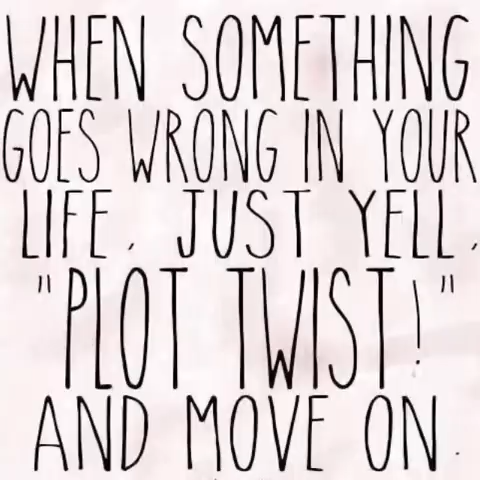 WHEN SOMETHING
GOES WRONG IN YOUR
LIFE, JUST YELL,
"PLOT TWIST!"
AND MOVE ON.